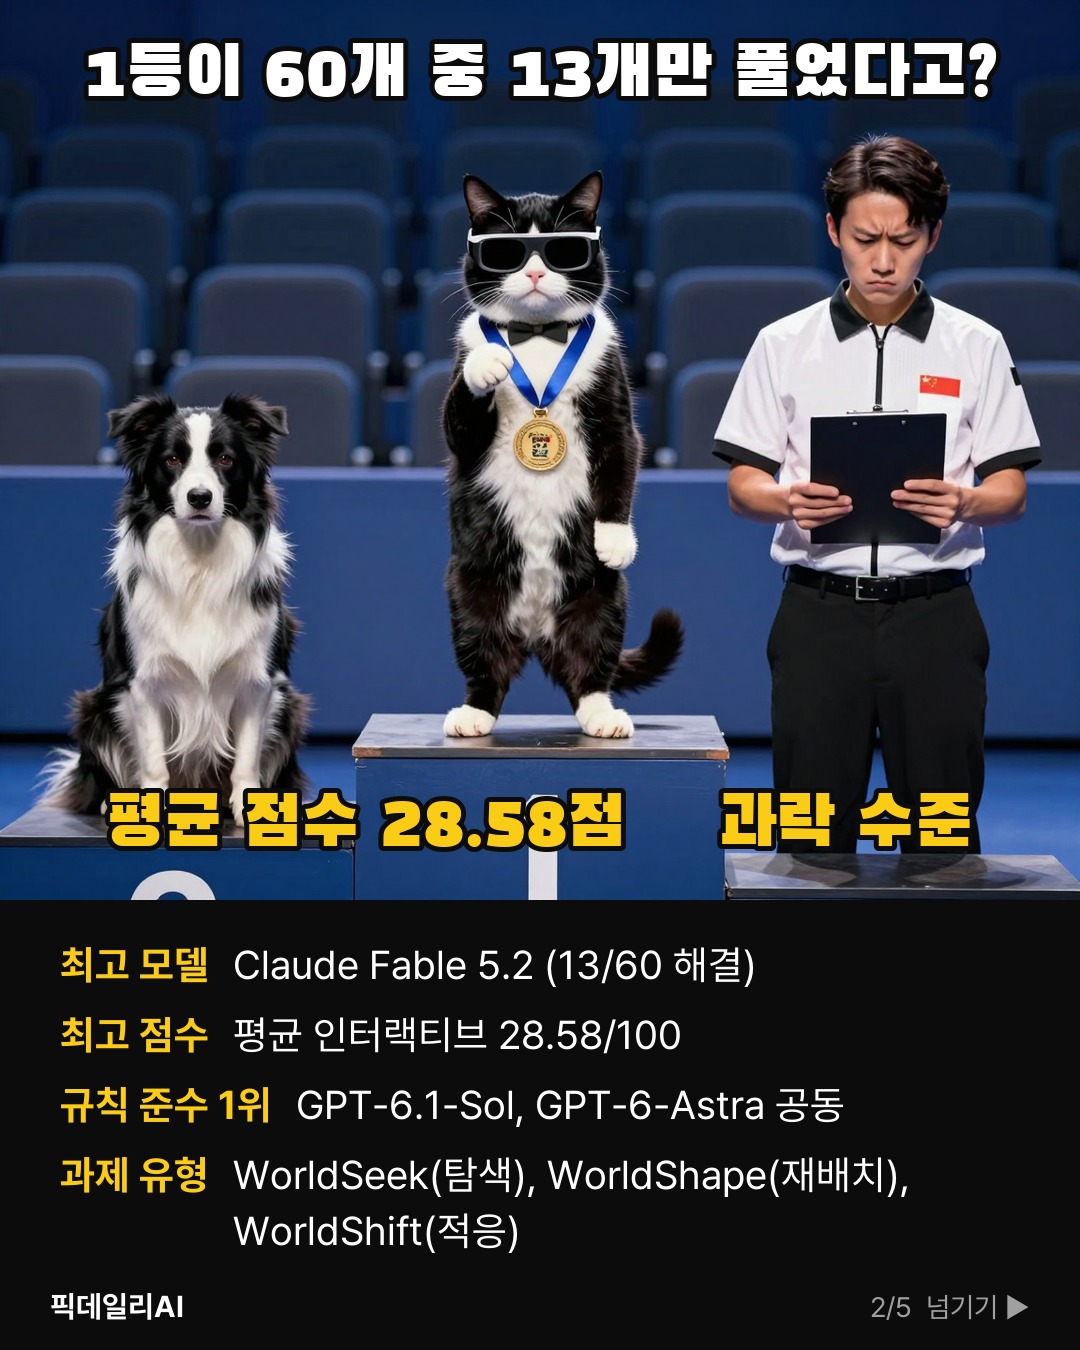 1등이 60개 중 13개만 풀었다고?
평균 점수 28.58점 과락 수준
최고 모델 Claude Fable 5.2 (13/60 해결)
최고 점수 평균 인터랙티브 28.58/100
규칙 준수 1위 GPT-6.1-Sol, GPT-6-Astra 공동
과제 유형 WorldSeek(탐색), WorldShape(재배치),
WorldShift(적응)
픽데일리AI 2/5 넘기기 ▶